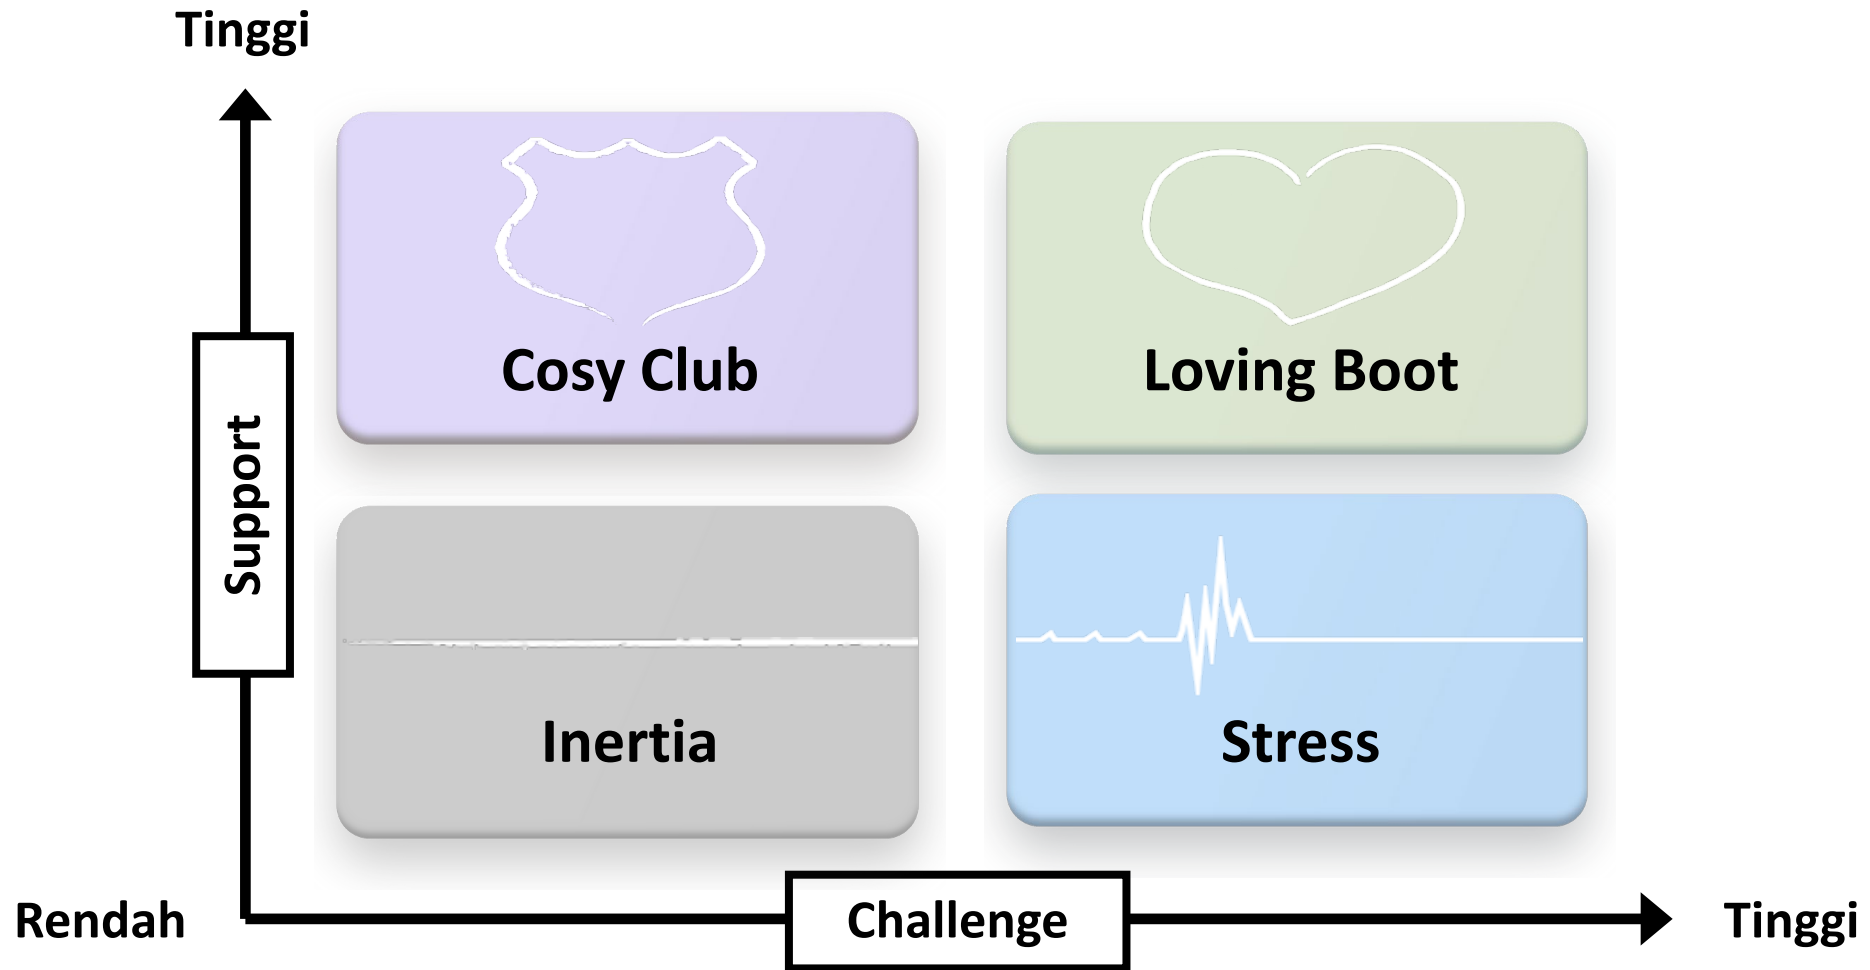 Tinggi
Cosy Club
Loving Boot
Support
Inertia
Stress
Rendah
Challenge
Tinggi